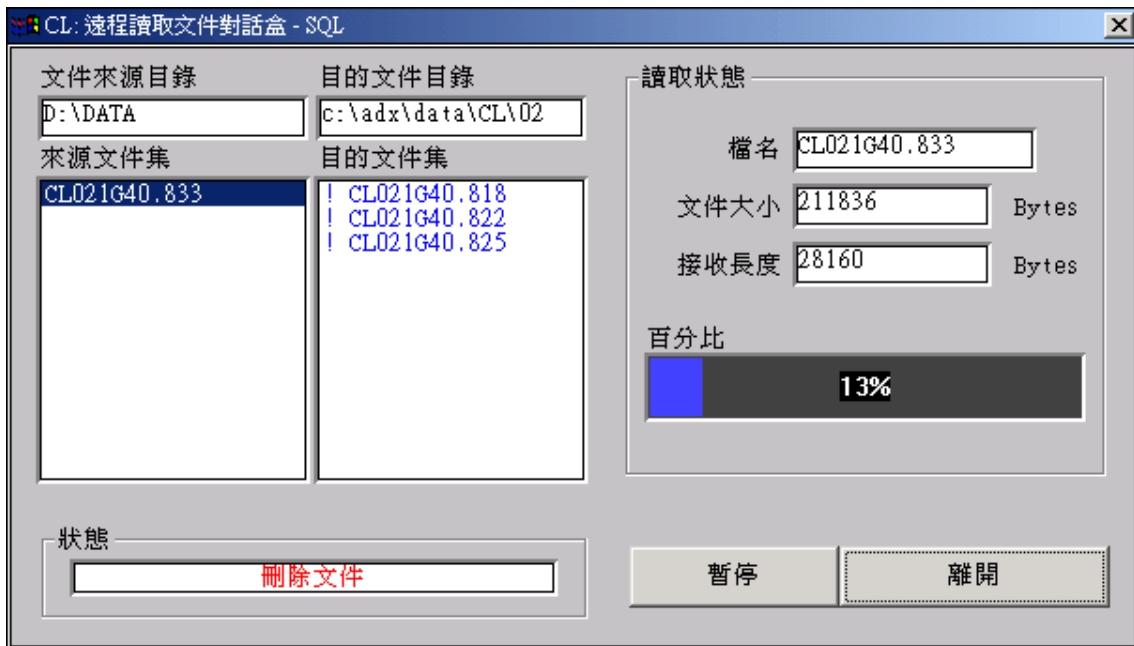 CL: 遠程讀取文件對話盒 - SQL
文件來源目錄
D:\DATA
目的文件目錄
c:\adx\data\CL\02
來源文件集
CL021G40.833
目的文件集
! CL021G40.818
! CL021G40.822
! CL021G40.825
讀取狀態
檔名 CL021G40.833
文件大小 211836 Bytes
接收長度 28160 Bytes
百分比
13%
狀態
刪除文件
暫停
離開